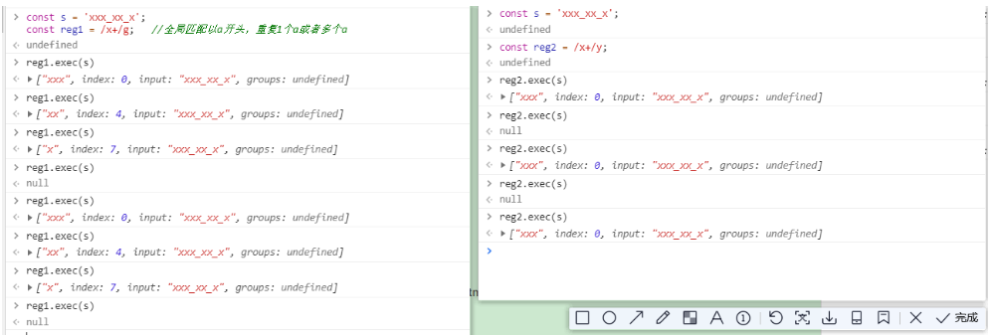 const s = 'xxx_xx_x';
const reg1 = /x+/g;   //全局匹配以a开头，重复1个a或者多个a
undefined
reg1.exec(s)
["xxx", index: 0, input: "xxx_xx_x", groups: undefined]
reg1.exec(s)
["xx", index: 4, input: "xxx_xx_x", groups: undefined]
reg1.exec(s)
["x", index: 7, input: "xxx_xx_x", groups: undefined]
reg1.exec(s)
null
reg1.exec(s)
["xxx", index: 0, input: "xxx_xx_x", groups: undefined]
reg1.exec(s)
["xx", index: 4, input: "xxx_xx_x", groups: undefined]
reg1.exec(s)
["x", index: 7, input: "xxx_xx_x", groups: undefined]
reg1.exec(s)
null
const s = 'xxx_xx_x';
undefined
const reg2 = /x+/y;
undefined
reg2.exec(s)
["xxx", index: 0, input: "xxx_xx_x", groups: undefined]
reg2.exec(s)
null
reg2.exec(s)
["xxx", index: 0, input: "xxx_xx_x", groups: undefined]
reg2.exec(s)
null
reg2.exec(s)
["xxx", index: 0, input: "xxx_xx_x", groups: undefined]
完成